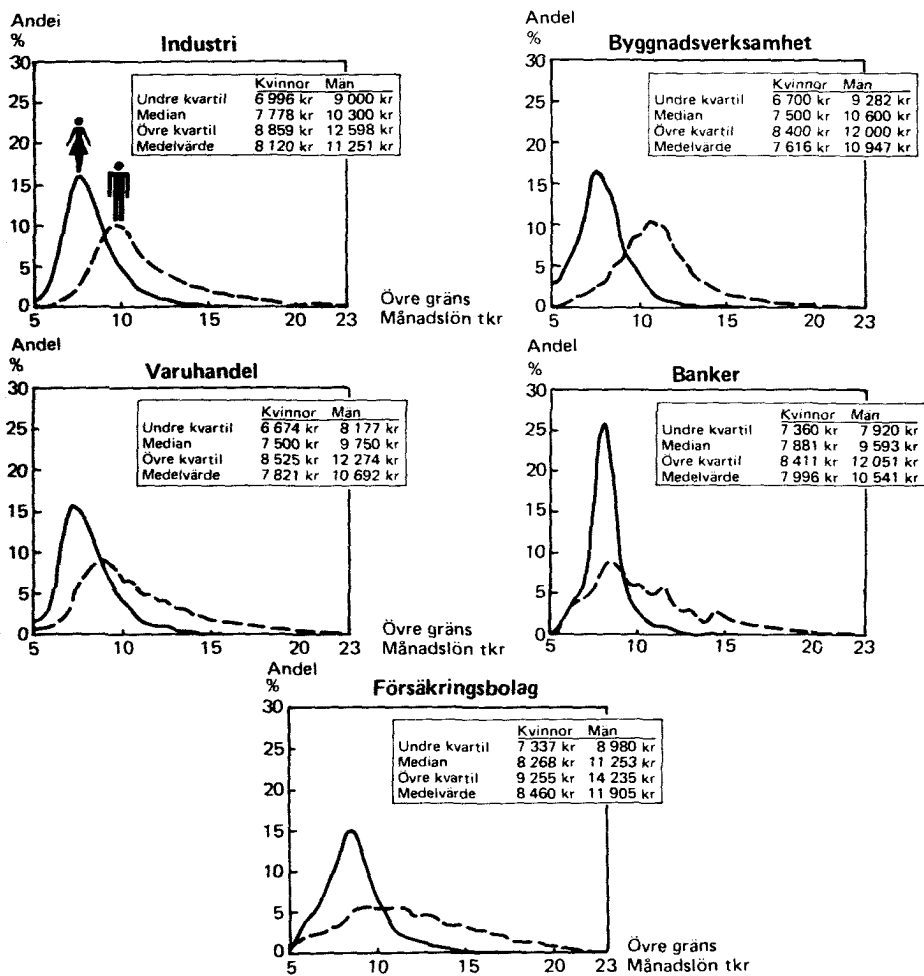 Andei
%
Industri
30
25
20
15
10
5
0
Kvinnor Män
Undre kvartil 6 996 kr 9 000 kr
Median 7 778 kr 10 300 kr
Övre kvartil 8 859 kr 12 598 kr
Medelvärde 8 120 kr 11 251 kr
5 10 15 20 23
Övre gräns
Månadslön tkr
Andel
%
Byggnadsverksamhet
30
25
20
15
10
5
0
Kvinnor Män
Undre kvartil 6 700 kr 9 282 kr
Median 7 500 kr 10 600 kr
Övre kvartil 8 400 kr 12 000 kr
Medelvärde 7 616 kr 10 947 kr
5 10 15 20 23
Andel
%
Varuhandel
30
25
20
15
10
5
0
Kvinnor Män
Undre kvartil 6 674 kr 8 177 kr
Median 7 500 kr 9 750 kr
Övre kvartil 8 525 kr 12 274 kr
Medelvärde 7 821 kr 10 692 kr
5 10 15 20 23
Övre gräns
Månadslön tkr
Andel
%
Banker
30
25
20
15
10
5
0
Kvinnor Män
Undre kvartil 7 360 kr 7 920 kr
Median 7 881 kr 9 593 kr
Övre kvartil 8 411 kr 12 051 kr
Medelvärde 7 996 kr 10 541 kr
5 10 15 20 23
Andel
%
Försäkringsbolag
30
25
20
15
10
5
0
Kvinnor Män
Undre kvartil 7 337 kr 8 980 kr
Median 8 268 kr 11 253 kr
Övre kvartil 9 255 kr 14 235 kr
Medelvärde 8 460 kr 11 905 kr
5 10 15 20 23
Övre gräns
Månadslön tkr